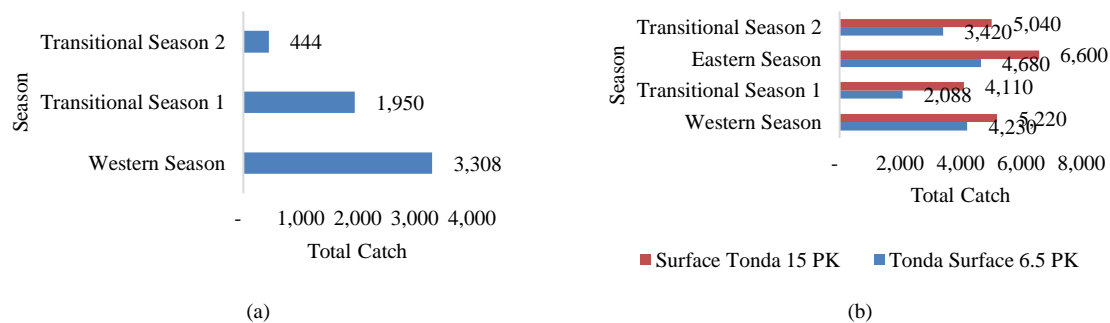 Transitional Season 2
444
Transitional Season 1
1,950
Western Season
3,308
Season
- 1,000 2,000 3,000 4,000
Total Catch
(a)
Transitional Season 2
5,040
3,420
Eastern Season
6,600
4,680
Transitional Season 1
4,110
2,088
Western Season
5,220
4,230
Season
- 2,000 4,000 6,000 8,000
Total Catch
Surface Tonda 15 PK Tonda Surface 6.5 PK
(b)